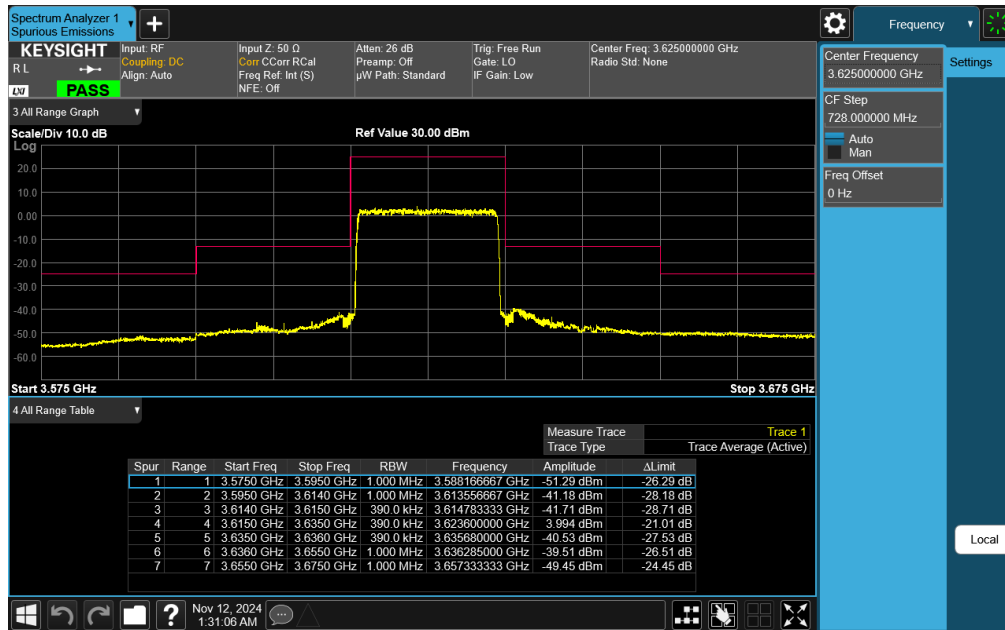 Spectrum Analyzer 1
Spurious Emissions
Frequency
KEYSIGHT
R L
LXI
PASS
Input: RF
Coupling: DC
Align: Auto
Input Z: 50 Ω
Corr CCorr RCal
Freq Ref: Int (S)
NFE: Off
Atten: 26 dB
Preamp: Off
µW Path: Standard
Trig: Free Run
Gate: LO
IF Gain: Low
Center Freq: 3.625000000 GHz
Radio Std: None
Center Frequency
3.625000000 GHz
Settings
CF Step
728.000000 MHz
Auto
Man
Freq Offset
0 Hz
3 All Range Graph
Scale/Div 10.0 dB
Ref Value 30.00 dBm
Log
20.0
10.0
0.00
-10.0
-20.0
-30.0
-40.0
-50.0
-60.0
Start 3.575 GHz
Stop 3.675 GHz
4 All Range Table
Measure Trace Trace 1
Trace Type Trace Average (Active)
Spur Range Start Freq Stop Freq RBW Frequency Amplitude ΔLimit
1 1 3.5750 GHz 3.5950 GHz 1.000 MHz 3.588166667 GHz -51.29 dBm -26.29 dB
2 2 3.5950 GHz 3.6140 GHz 1.000 MHz 3.613556667 GHz -41.18 dBm -28.18 dB
3 3 3.6140 GHz 3.6150 GHz 390.0 kHz 3.614783333 GHz -41.71 dBm -28.71 dB
4 4 3.6150 GHz 3.6350 GHz 390.0 kHz 3.623600000 GHz 3.994 dBm -21.01 dB
5 5 3.6350 GHz 3.6360 GHz 390.0 kHz 3.635680000 GHz -40.53 dBm -27.53 dB
6 6 3.6360 GHz 3.6550 GHz 1.000 MHz 3.636285000 GHz -39.51 dBm -26.51 dB
7 7 3.6550 GHz 3.6750 GHz 1.000 MHz 3.657333333 GHz -49.45 dBm -24.45 dB
Local
?
Nov 12, 2024
1:31:06 AM